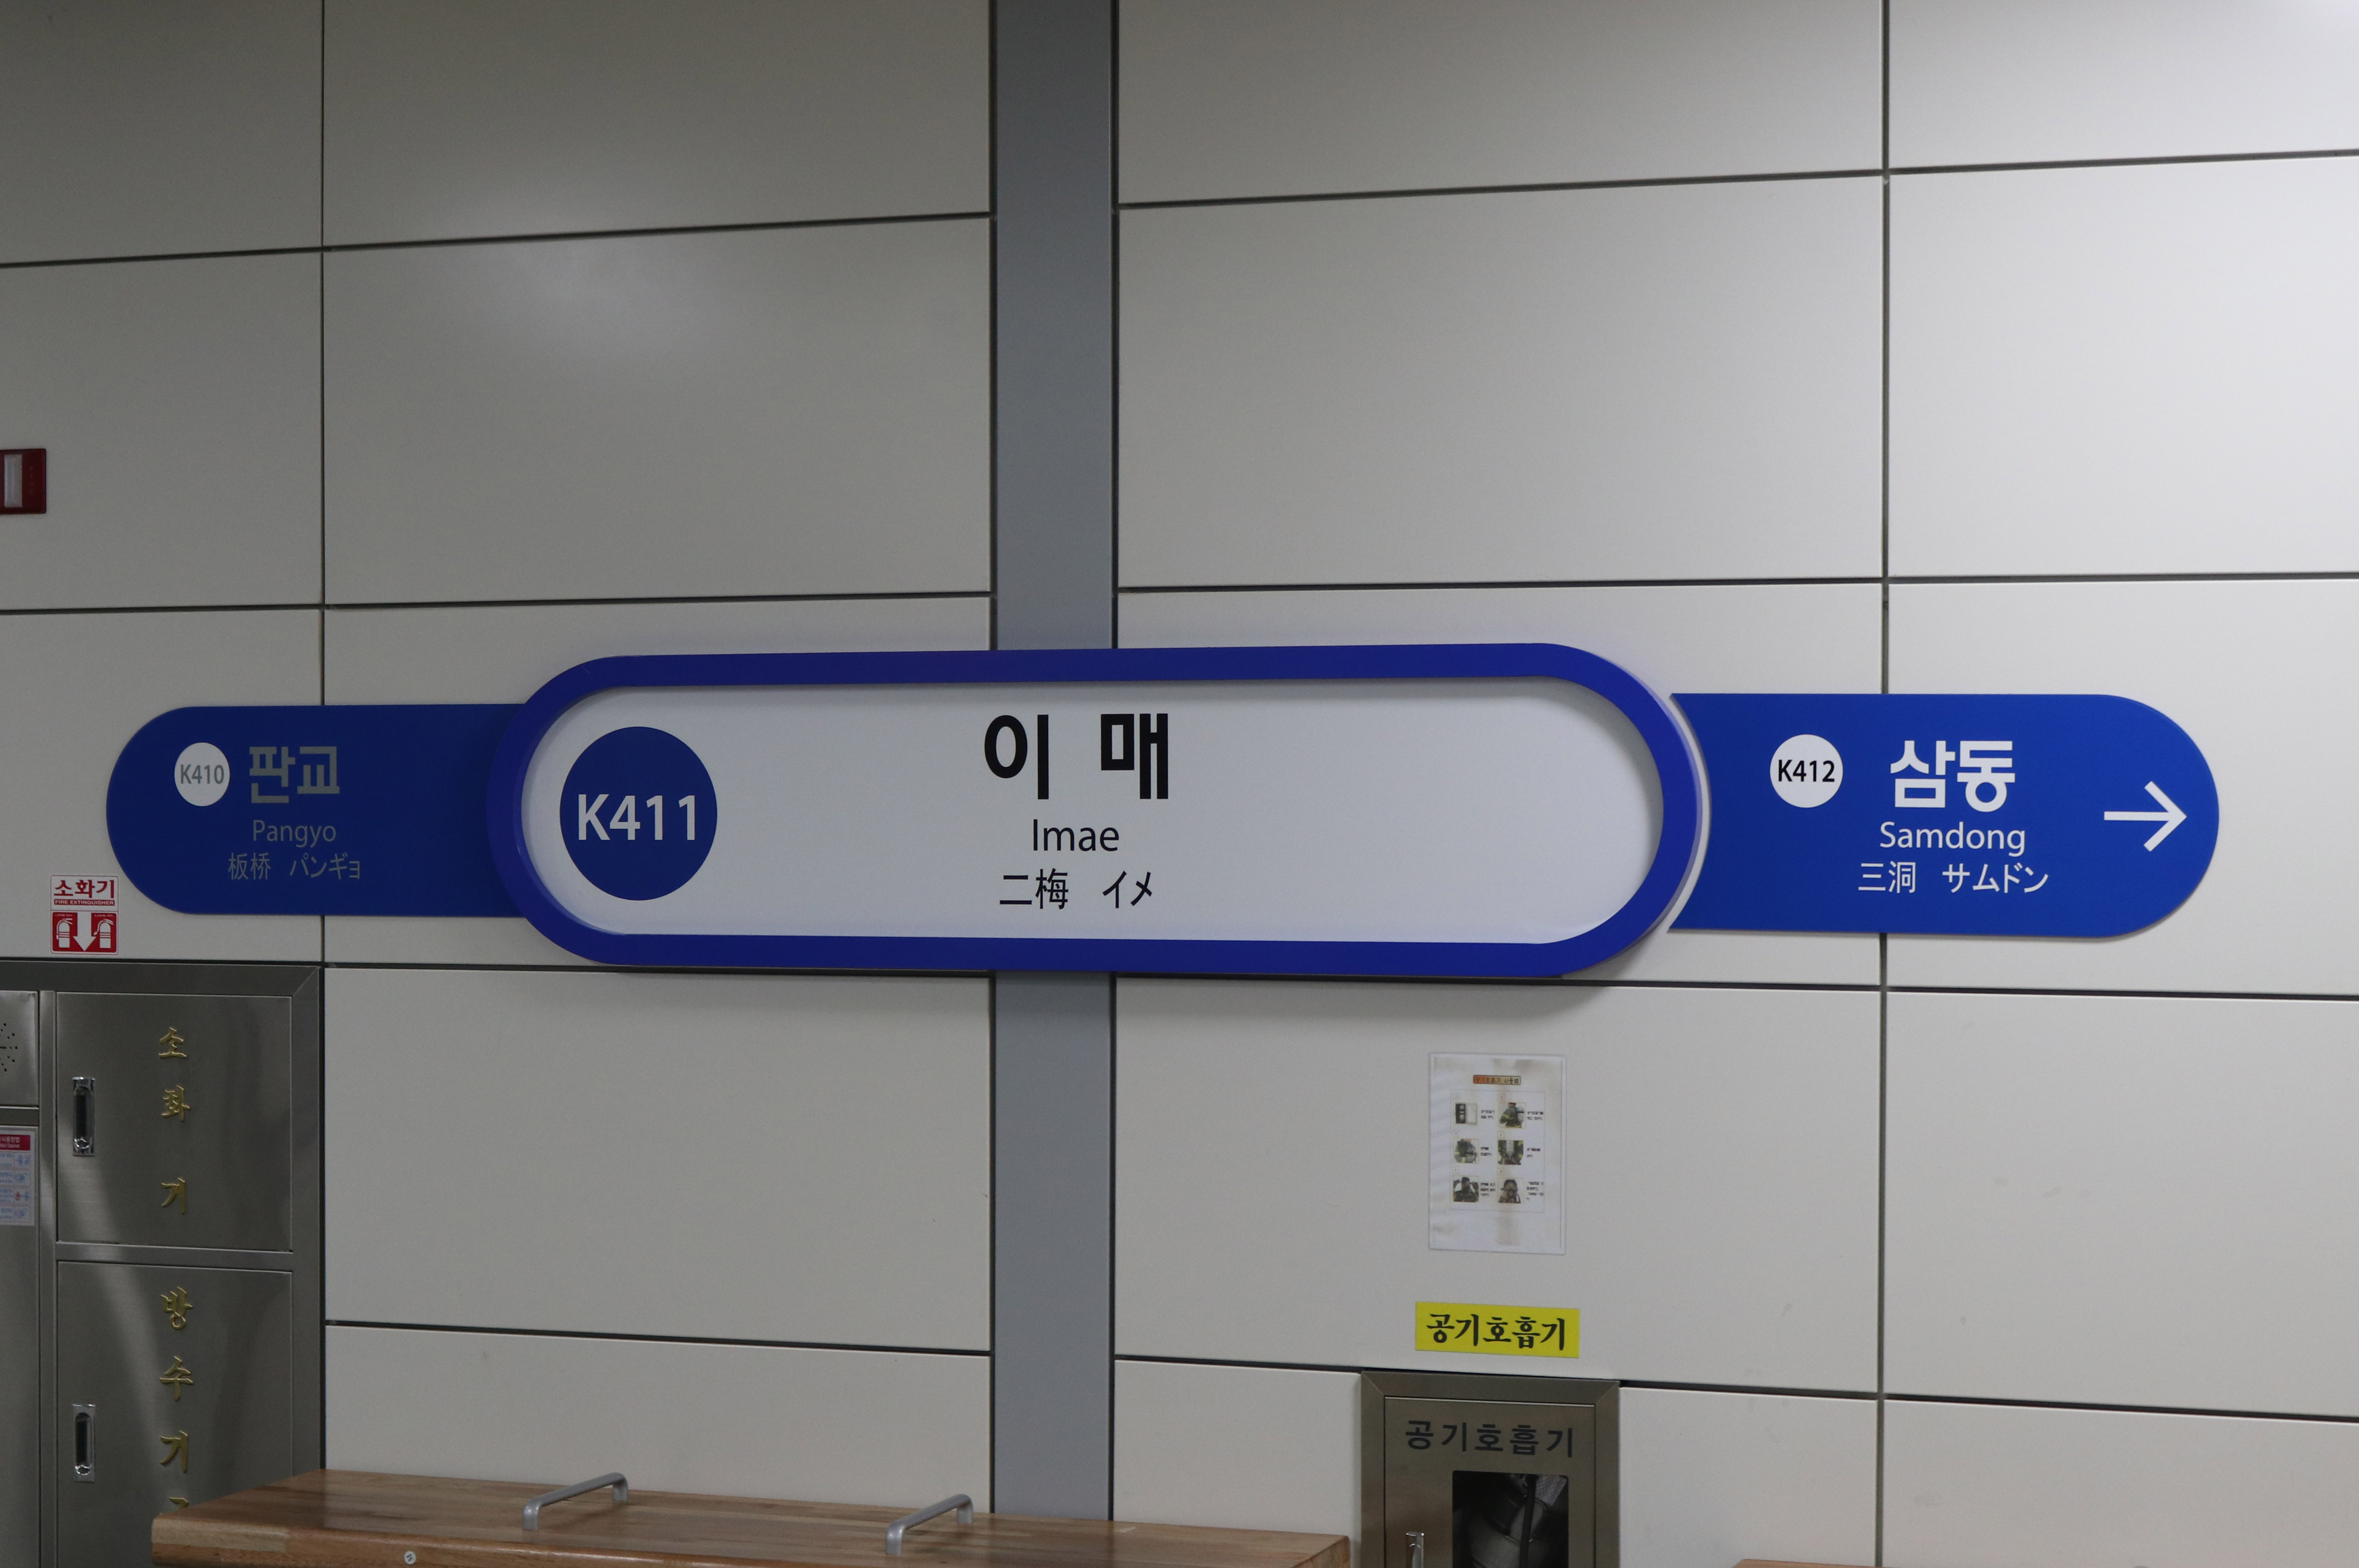 K410 판교
Pangyo
板桥 パンギョ
K411
이매
Imae
二梅 イメ
K412 삼동
Samdong
三洞 サムドン
소화기
FIRE EXTINGUISHER
소
화
기
방
수
기
공기호흡기
공기호흡기